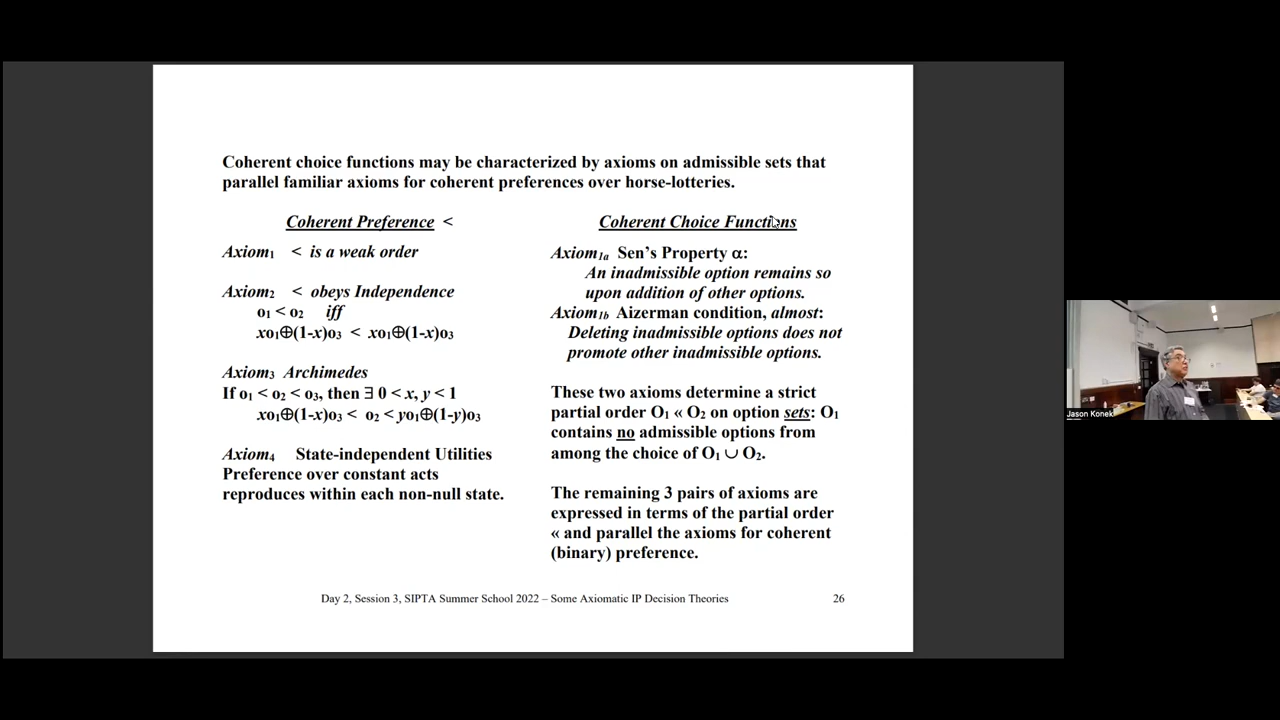 Coherent choice functions may be characterized by axioms on admissible sets that
parallel familiar axioms for coherent preferences over horse-lotteries.
Coherent Preference <
Axiom1 < is a weak order
Axiom2 < obeys Independence
o1 < o2 iff
xo1⊕(1-x)o3 < xo1⊕(1-x)o3
Axiom3 Archimedes
If o1 < o2 < o3, then ∃ 0 < x, y < 1
xo1⊕(1-x)o3 < o2 < yo1⊕(1-y)o3
Axiom4 State-independent Utilities
Preference over constant acts
reproduces within each non-null state.
Coherent Choice Functions
Axiom1a Sen's Property α:
An inadmissible option remains so
upon addition of other options.
Axiom1b Aizerman condition, almost:
Deleting inadmissible options does not
promote other inadmissible options.
These two axioms determine a strict
partial order O1 « O2 on option sets: O1
contains no admissible options from
among the choice of O1 ∪ O2.
The remaining 3 pairs of axioms are
expressed in terms of the partial order
« and parallel the axioms for coherent
(binary) preference.
Day 2, Session 3, SIPTA Summer School 2022 – Some Axiomatic IP Decision Theories
26
Jason Konek